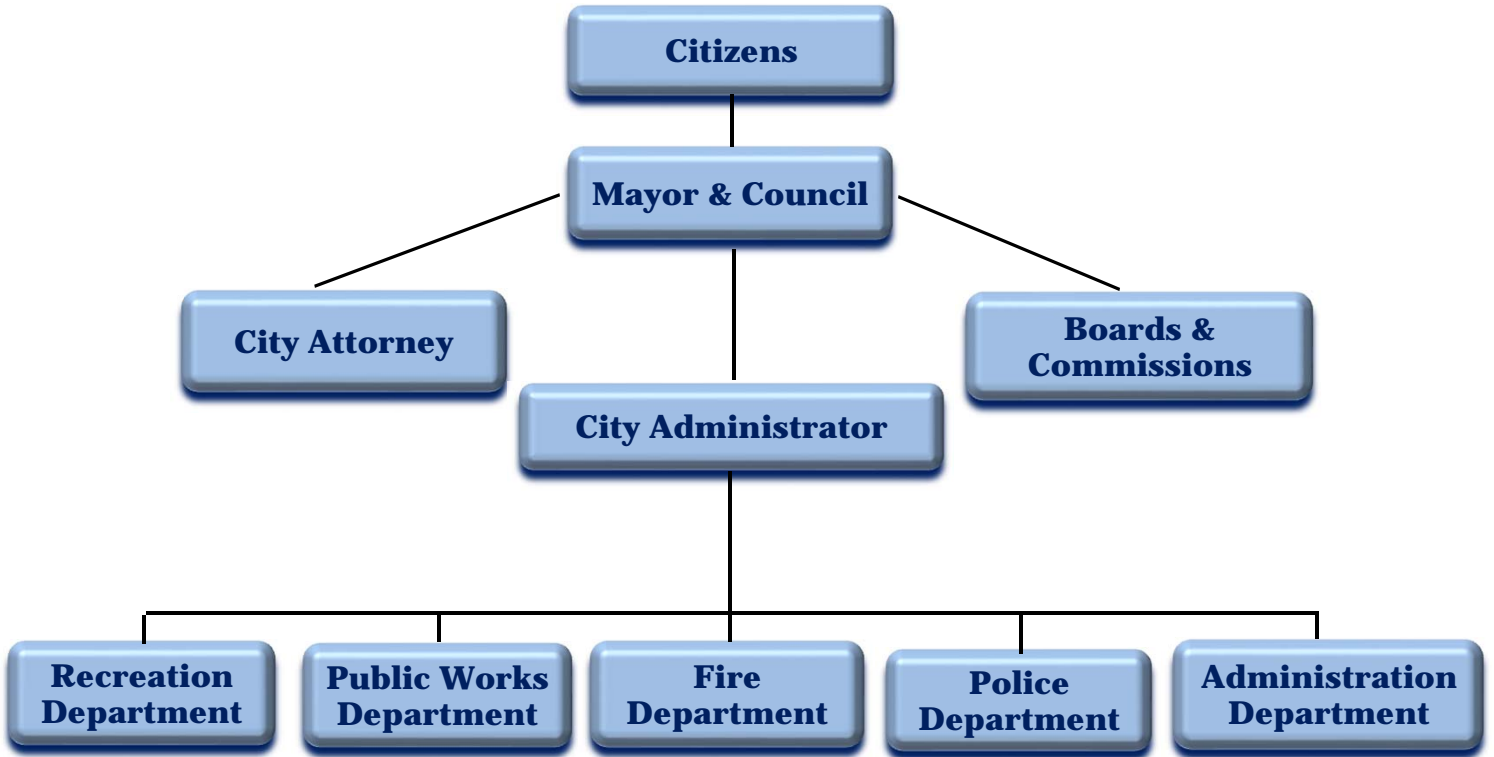 Citizens
Mayor & Council
City Attorney
Boards &
Commissions
City Administrator
Recreation
Department
Public Works
Department
Fire
Department
Police
Department
Administration
Department